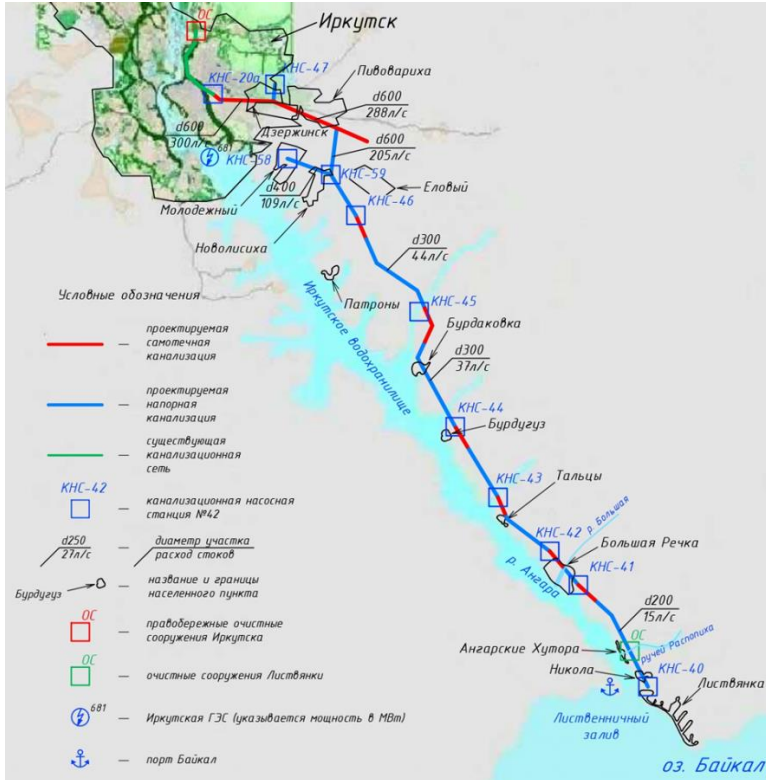 ОС
Иркутск
КНС-20а
КНС-47
Пивовариха
d600
288л/с
d600
300л/с
Дзержинск
d600
205л/с
681
КНС-58
КНС-59
Еловый
d400
109л/с
КНС-46
Молодежный
Новолисиха
d300
44л/с
Патроны
КНС-45
Иркутское водохранилище
Бурдаковка
d300
37л/с
КНС-44
Бурдугуз
КНС-43
Тальцы
КНС-42
р. Большая
Большая Речка
КНС-41
р. Ангара
d200
15л/с
ОС
Ангарские Хутора
ручей Распопиха
Никола
КНС-40
Листвянка
Лиственничный
залив
оз. Байкал
Условные обозначения
— проектируемая
самотечная
канализация
— проектируемая
напорная
канализация
— существующая
канализационная
сеть
КНС-42
— канализационная насосная
станция №42
d250
27л/с
— диаметр участка
расход стоков
Бурдугуз
— название и границы
населенного пункта
ОС
— правобережные очистные
сооружения Иркутска
ОС
— очистные сооружения Листвянки
681
— Иркутская ГЭС (указывается мощность в МВт)
— порт Байкал